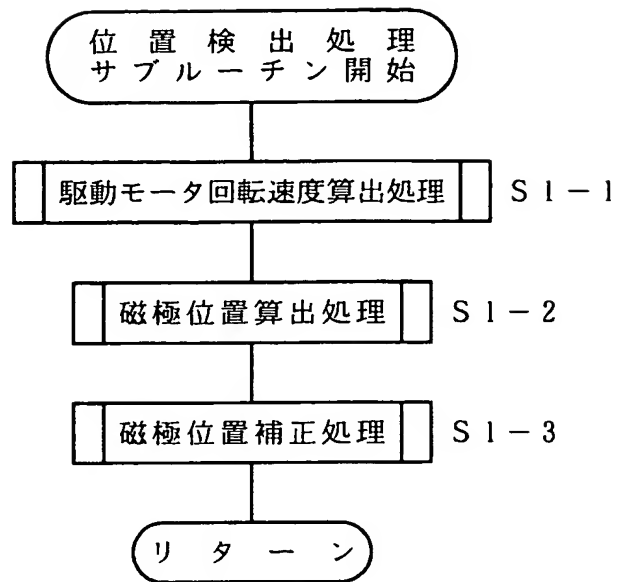 位置検出処理
サブルーチン開始
駆動モータ回転速度算出処理 S1-1
磁極位置算出処理 S1-2
磁極位置補正処理 S1-3
リターン